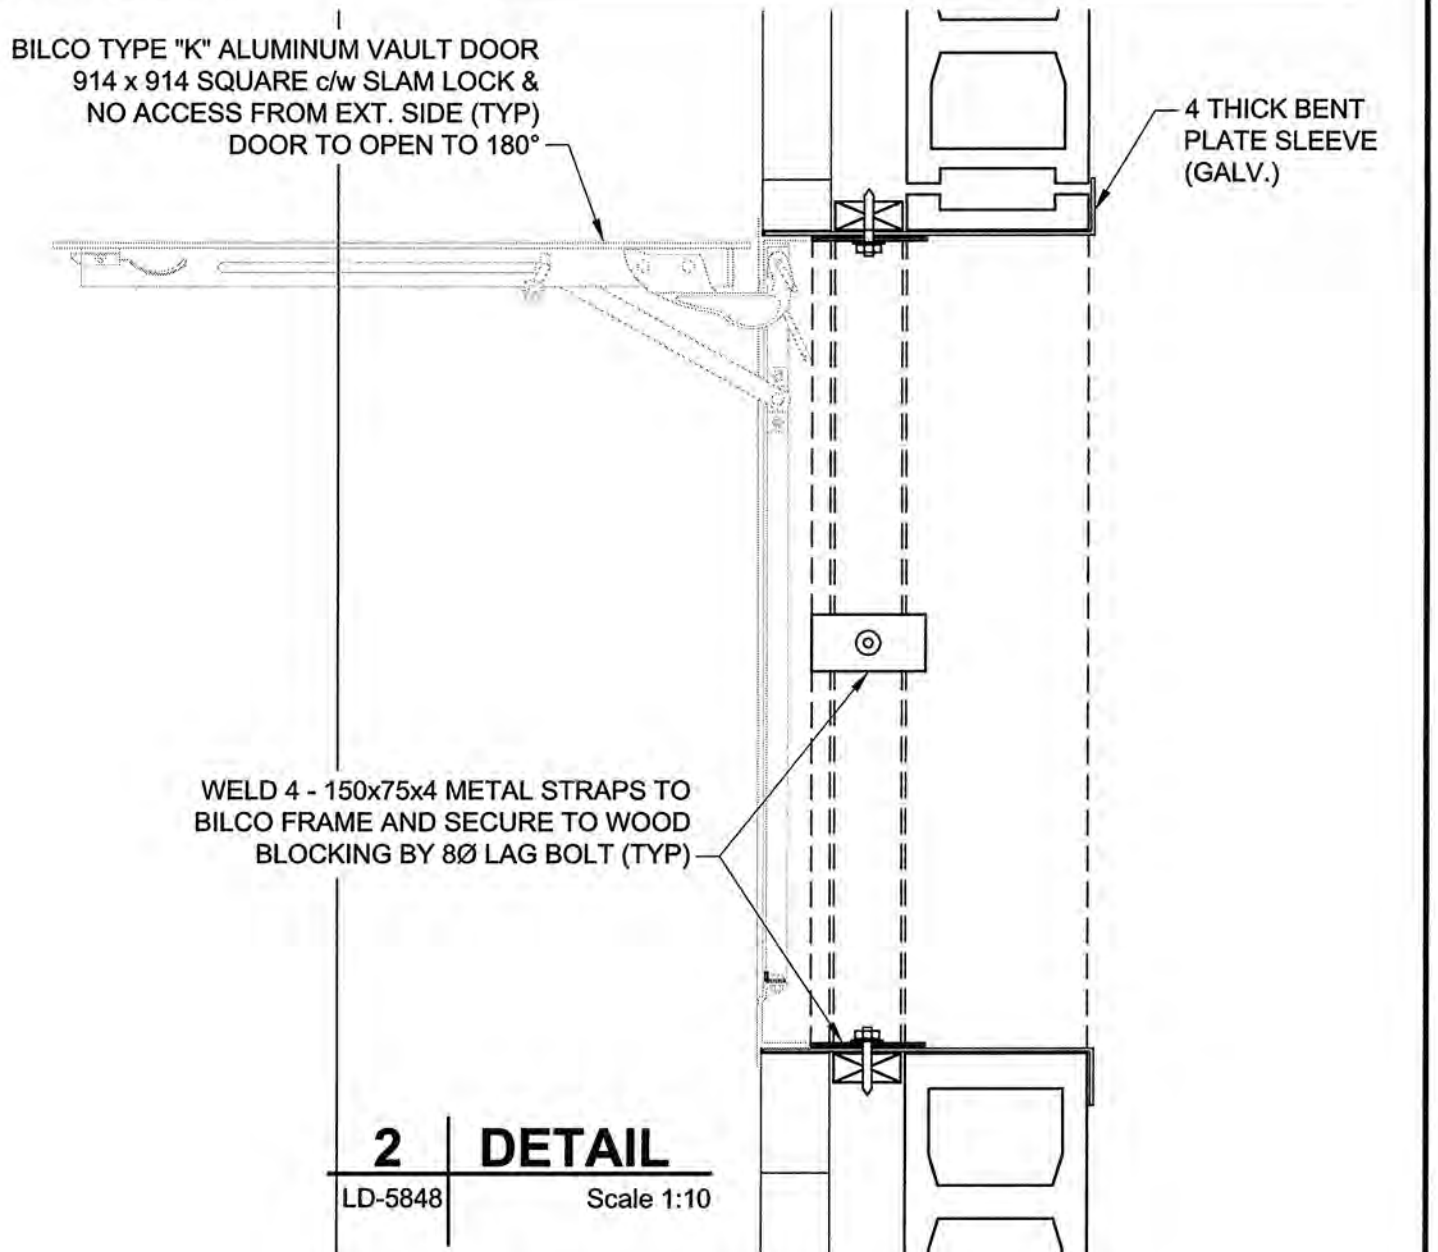 BILCO TYPE "K" ALUMINUM VAULT DOOR
914 x 914 SQUARE c/w SLAM LOCK &
NO ACCESS FROM EXT. SIDE (TYP)
DOOR TO OPEN TO 180°
4 THICK BENT
PLATE SLEEVE
(GALV.)
WELD 4 - 150x75x4 METAL STRAPS TO
BILCO FRAME AND SECURE TO WOOD
BLOCKING BY 8Ø LAG BOLT (TYP)
2 DETAIL
LD-5848 Scale 1:10